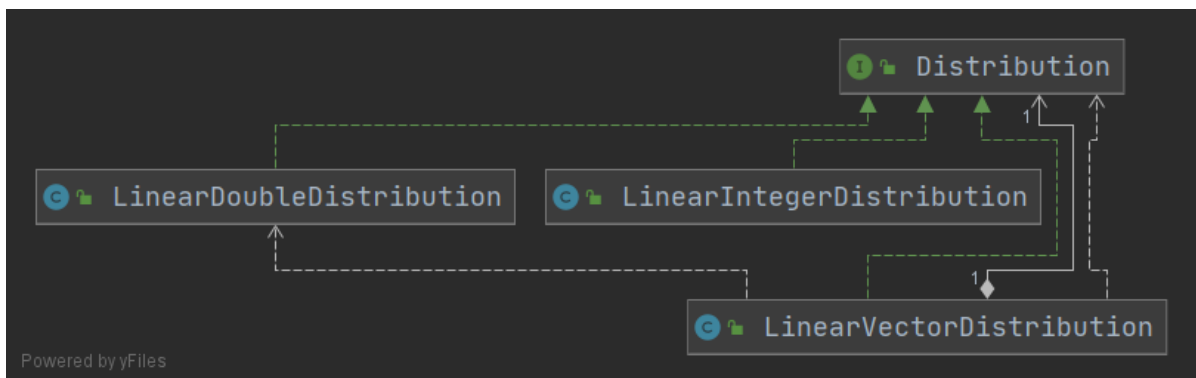 I Distribution
1
C LinearDoubleDistribution
C LinearIntegerDistribution
1
C LinearVectorDistribution
Powered by yFiles